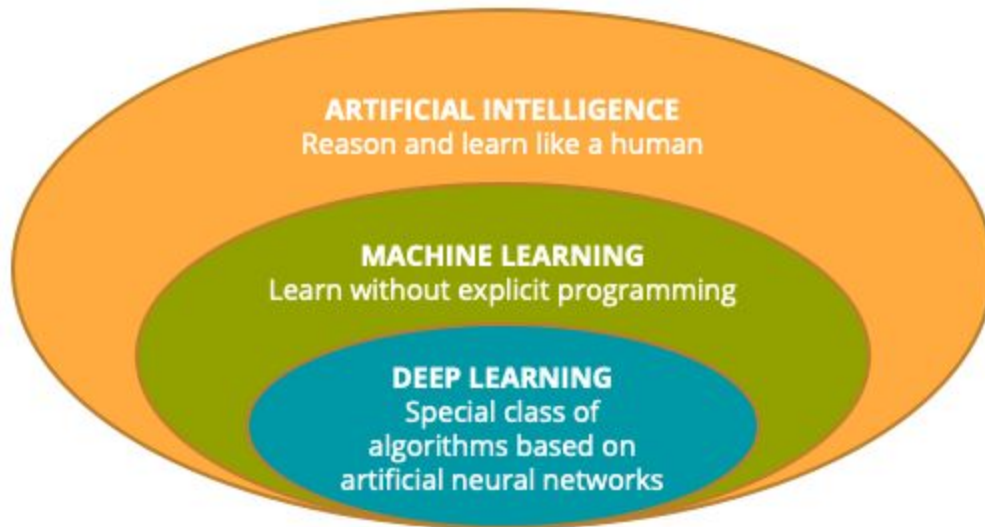 ARTIFICIAL INTELLIGENCE
Reason and learn like a human
MACHINE LEARNING
Learn without explicit programming
DEEP LEARNING
Special class of
algorithms based on
artificial neural networks